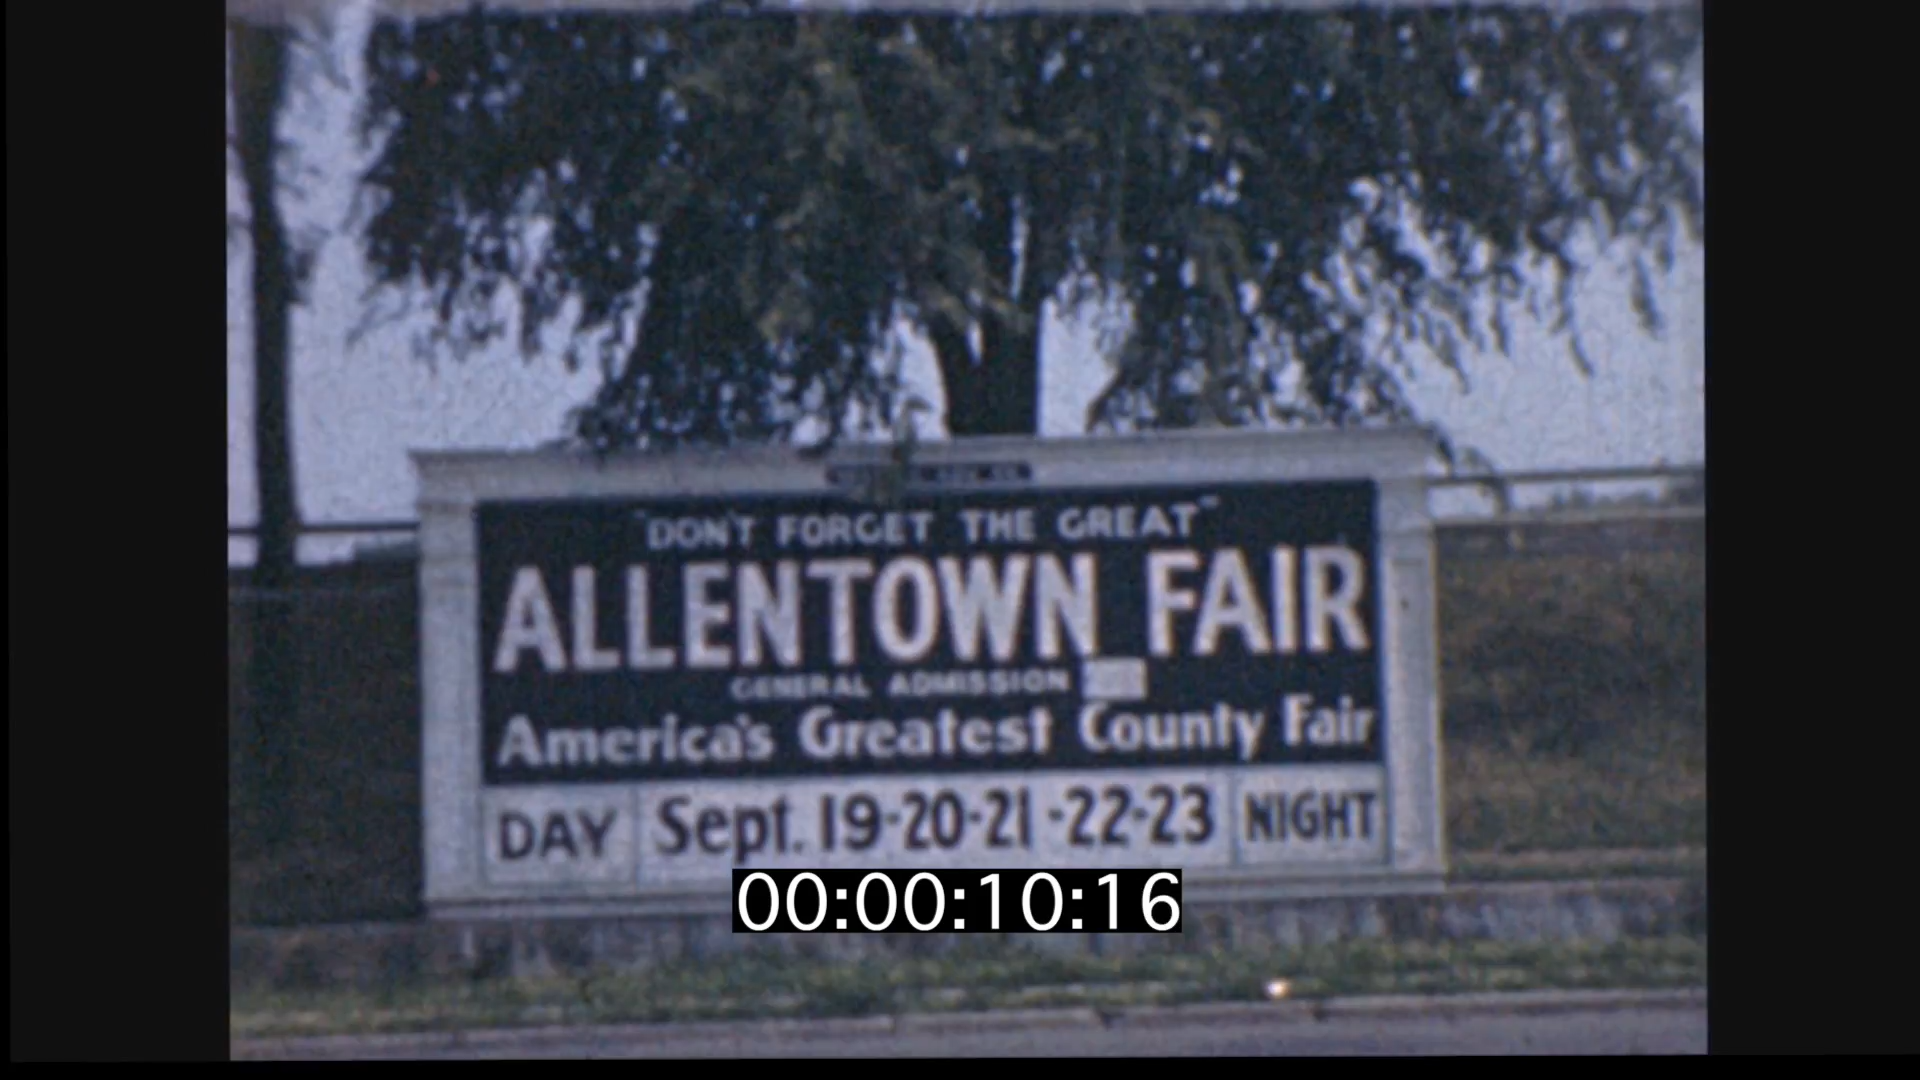 "DON'T FORGET THE GREAT"
ALLENTOWN FAIR
GENERAL ADMISSION
America's Greatest County Fair
DAY Sept. 19-20-21-22-23 NIGHT
00:00:10:16